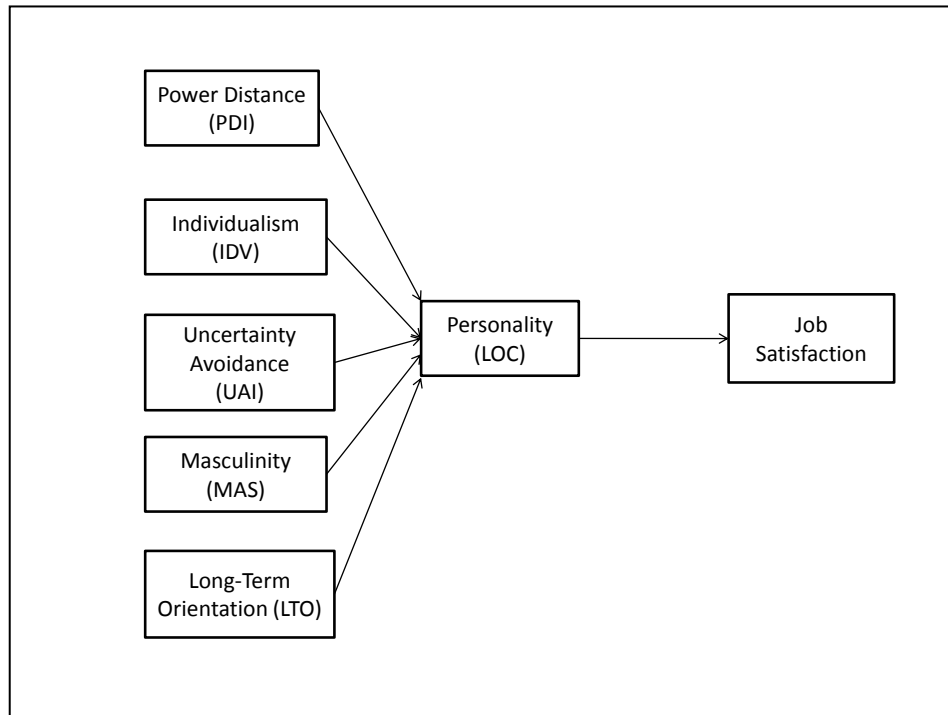 Power Distance
(PDI)
Individualism
(IDV)
Uncertainty
Avoidance
(UAI)
Masculinity
(MAS)
Long-Term
Orientation (LTO)
Personality
(LOC)
Job
Satisfaction